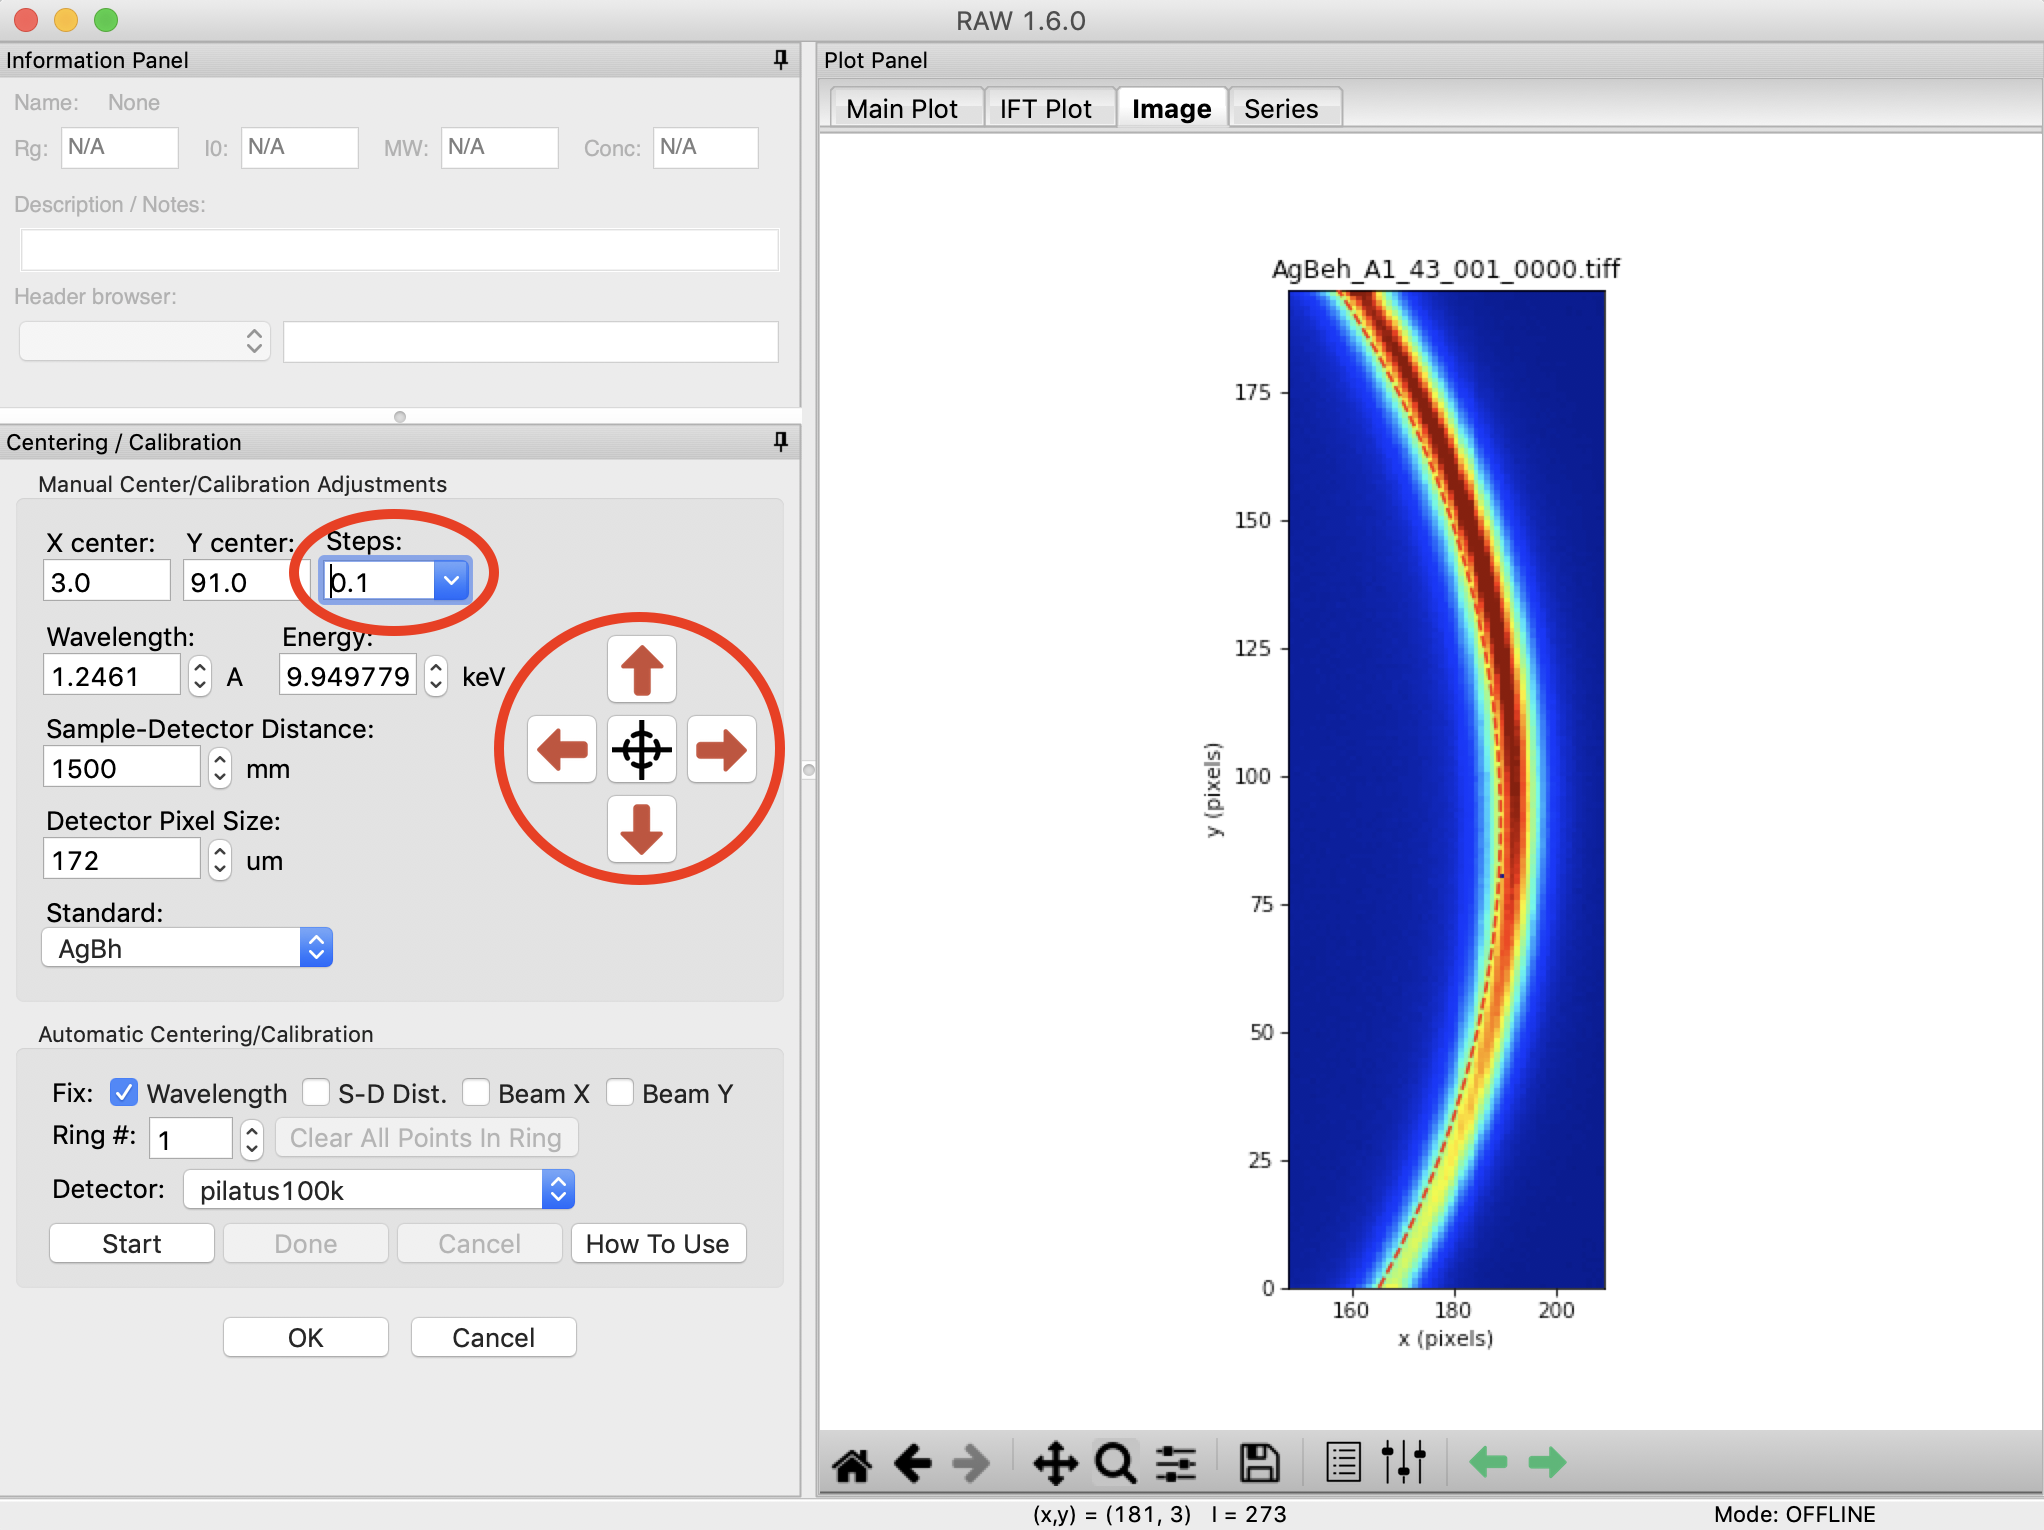 RAW 1.6.0
Information Panel
Name: None
Rg: N/A I0: N/A MW: N/A Conc: N/A
Description / Notes:
Header browser:
Centering / Calibration
Manual Center/Calibration Adjustments
X center: Y center: Steps:
3.0 91.0 0.1
Wavelength: Energy:
1.2461 A 9.949779 keV
Sample-Detector Distance:
1500 mm
Detector Pixel Size:
172 um
Standard:
AgBh
Automatic Centering/Calibration
Fix: Wavelength S-D Dist. Beam X Beam Y
Ring #: 1 Clear All Points In Ring
Detector: pilatus100k
Start Done Cancel How To Use
OK Cancel
Plot Panel
Main Plot IFT Plot Image Series
AgBeh_A1_43_001_0000.tiff
175
150
125
100
75
50
25
0
y (pixels)
160 180 200
x (pixels)
(x,y) = (181, 3) I = 273
Mode: OFFLINE